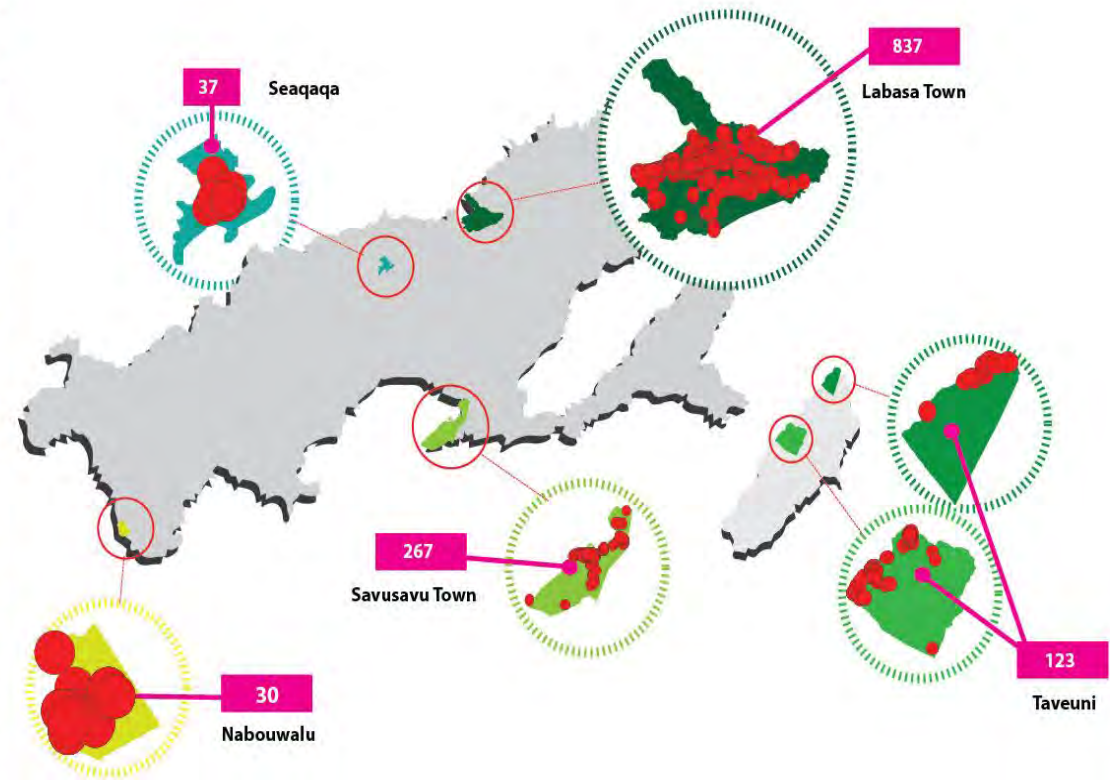 837
Labasa Town
37
Seaqaqa
267
Savusavu Town
123
Taveuni
30
Nabouwalu